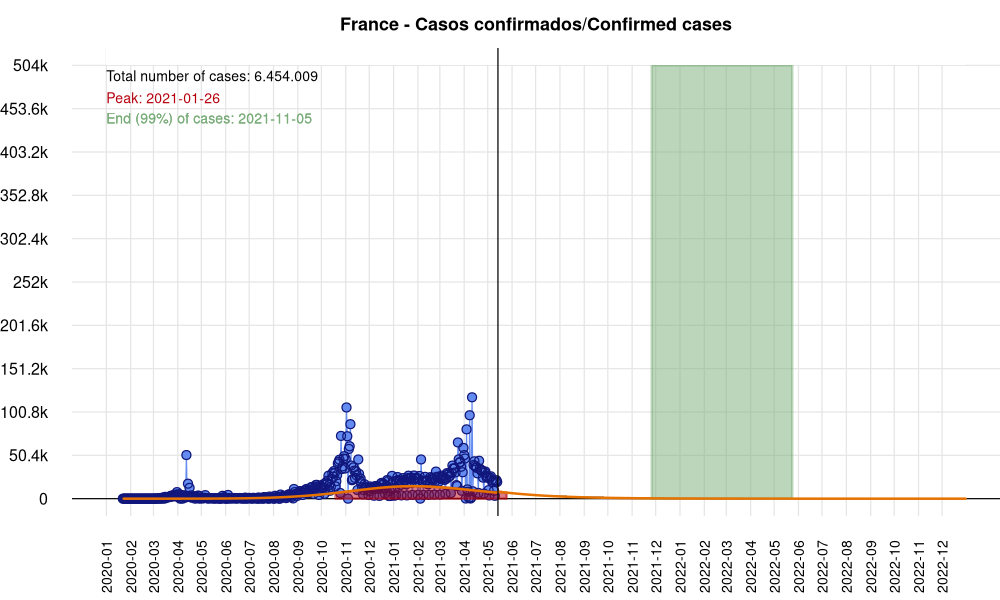 France - Casos confirmados/Confirmed cases
504k
453.6k
403.2k
352.8k
302.4k
252k
201.6k
151.2k
100.8k
50.4k
0
Total number of cases: 6.454.009
Peak: 2021-01-26
End (99%) of cases: 2021-11-05
2020-01
2020-02
2020-03
2020-04
2020-05
2020-06
2020-07
2020-08
2020-09
2020-10
2020-11
2020-12
2021-01
2021-02
2021-03
2021-04
2021-05
2021-06
2021-07
2021-08
2021-09
2021-10
2021-11
2021-12
2022-01
2022-02
2022-03
2022-04
2022-05
2022-06
2022-07
2022-08
2022-09
2022-10
2022-11
2022-12